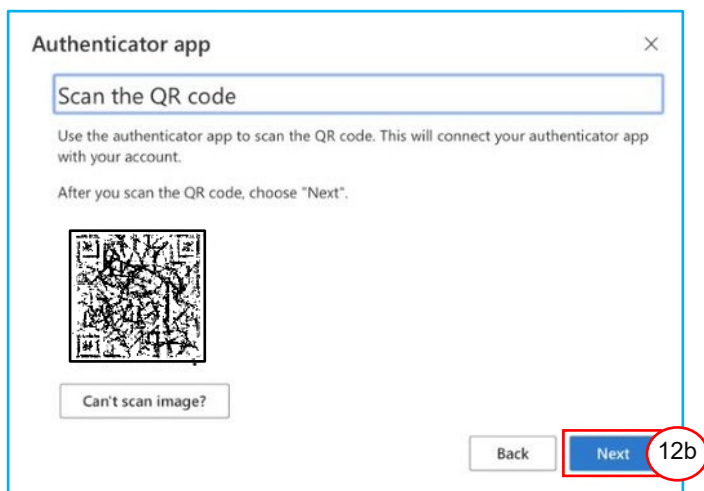 Authenticator app
Scan the QR code
Use the authenticator app to scan the QR code. This will connect your authenticator app
with your account.
After you scan the QR code, choose "Next".
Can't scan image?
Back
Next
12b